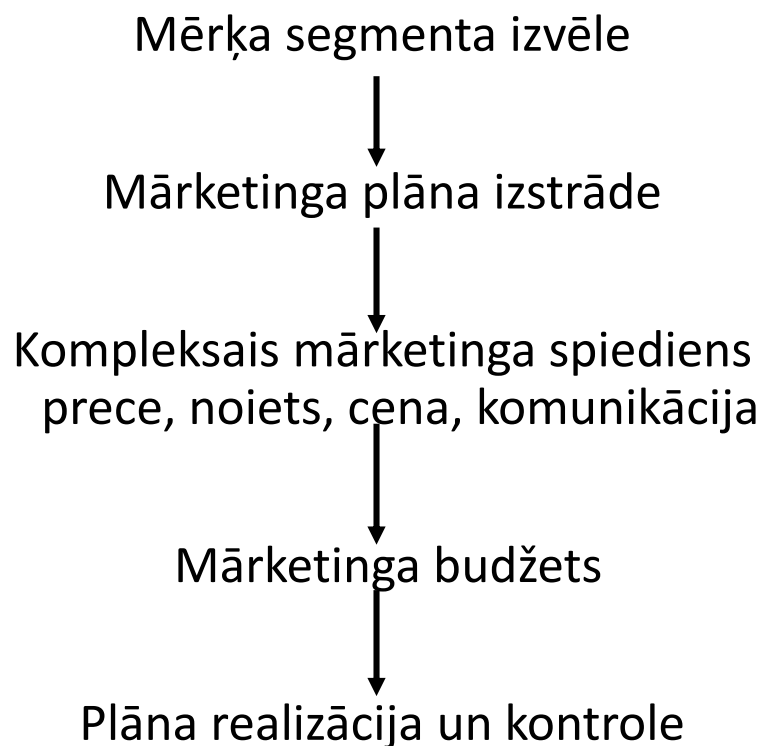 Mērķa segmenta izvēle
Mārketinga plāna izstrāde
Kompleksais mārketinga spiediens
prece, noiets, cena, komunikācija
Mārketinga budžets
Plāna realizācija un kontrole